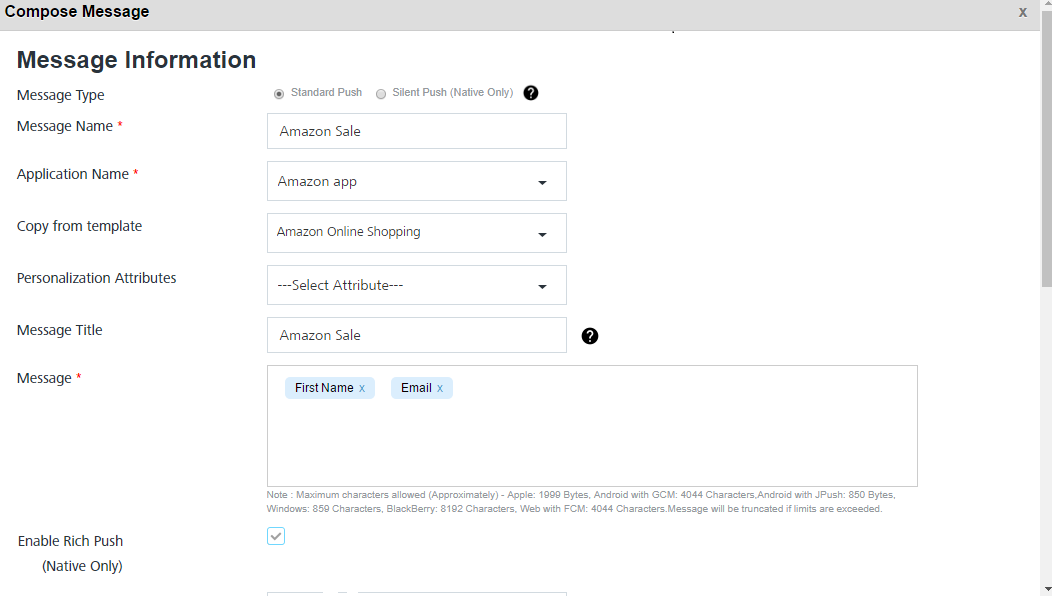 Compose Message x
Message Information
Message Type Standard Push Silent Push (Native Only) ?
Message Name * Amazon Sale
Application Name * Amazon app
Copy from template Amazon Online Shopping
Personalization Attributes ---Select Attribute---
Message Title Amazon Sale ?
Message * First Name x Email x
Note : Maximum characters allowed (Approximately) - Apple: 1999 Bytes, Android with GCM: 4044 Characters,Android with JPush: 850 Bytes,
Windows: 859 Characters, BlackBerry: 8192 Characters, Web with FCM: 4044 Characters.Message will be truncated if limits are exceeded.
Enable Rich Push
(Native Only)